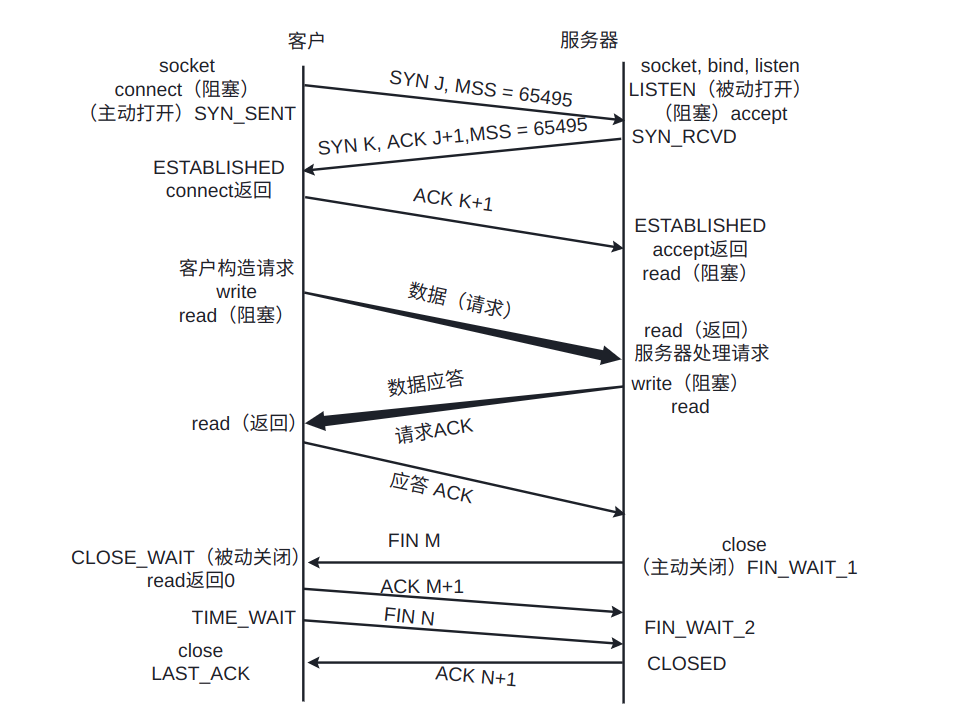 客户
服务器
socket
connect（阻塞）
（主动打开）SYN_SENT
SYN J, MSS = 65495
socket, bind, listen
LISTEN（被动打开）
（阻塞）accept
SYN_RCVD
SYN K, ACK J+1,MSS = 65495
ESTABLISHED
connect返回
ACK K+1
ESTABLISHED
accept返回
read（阻塞）
客户构造请求
write
read（阻塞）
数据（请求）
read（返回）
服务器处理请求
write（阻塞）
read
数据应答
请求ACK
read（返回）
应答 ACK
FIN M
close
（主动关闭）FIN_WAIT_1
CLOSE_WAIT（被动关闭）
read返回0
ACK M+1
TIME_WAIT
FIN N
FIN_WAIT_2
close
LAST_ACK
CLOSED
ACK N+1